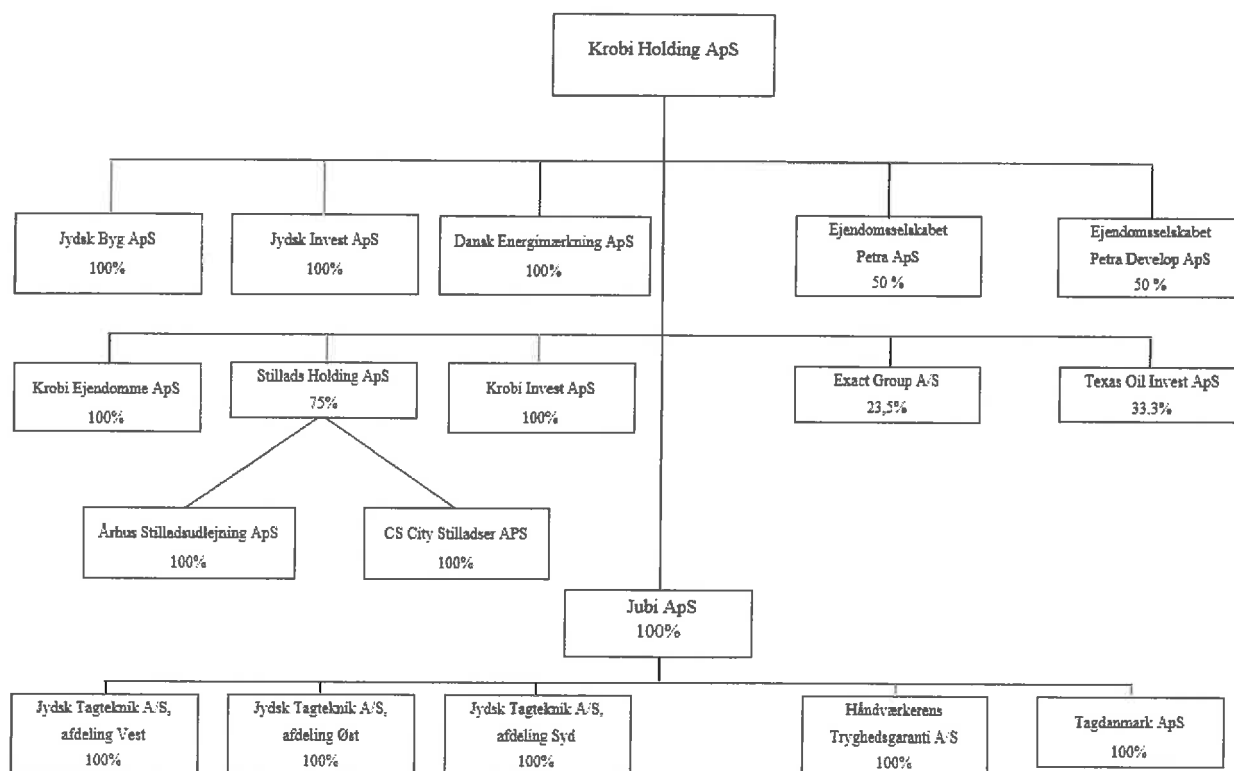 Krobi Holding ApS
Jydsk Byg ApS
100%
Jydsk Invest ApS
100%
Dansk Energimærkning ApS
100%
Ejendomsselskabet
Petra ApS
50 %
Ejendomsselskabet
Petra Develop ApS
50 %
Krobi Ejendomme ApS
100%
Stillads Holding ApS
75%
Krobi Invest ApS
100%
Exact Group A/S
23,5%
Texas Oil Invest ApS
33.3%
Århus Stilladsudlejning ApS
100%
CS City Stilladser APS
100%
Jubi ApS
100%
Jydsk Tagteknik A/S,
afdeling Vest
100%
Jydsk Tagteknik A/S,
afdeling Øst
100%
Jydsk Tagteknik A/S,
afdeling Syd
100%
Håndværkerens
Tryghedsgaranti A/S
100%
Tagdanmark ApS
100%